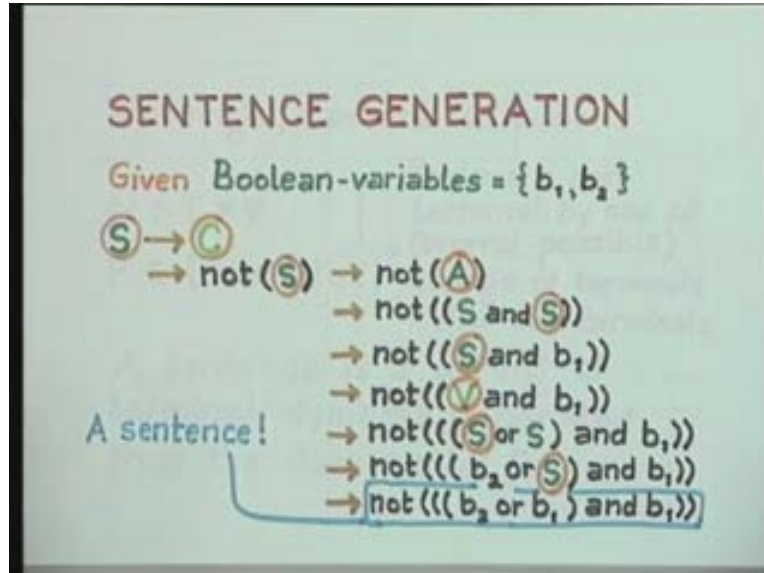 SENTENCE GENERATION
Given Boolean-variables = {b₁, b₂}
S → C
→ not(S) → not(A)
→ not((S and S))
→ not((S and b₁))
→ not((V and b₁))
A sentence! → not(((S or S) and b₁))
→ not(((b₂ or S) and b₁))
→ not(((b₂ or b₁) and b₁))